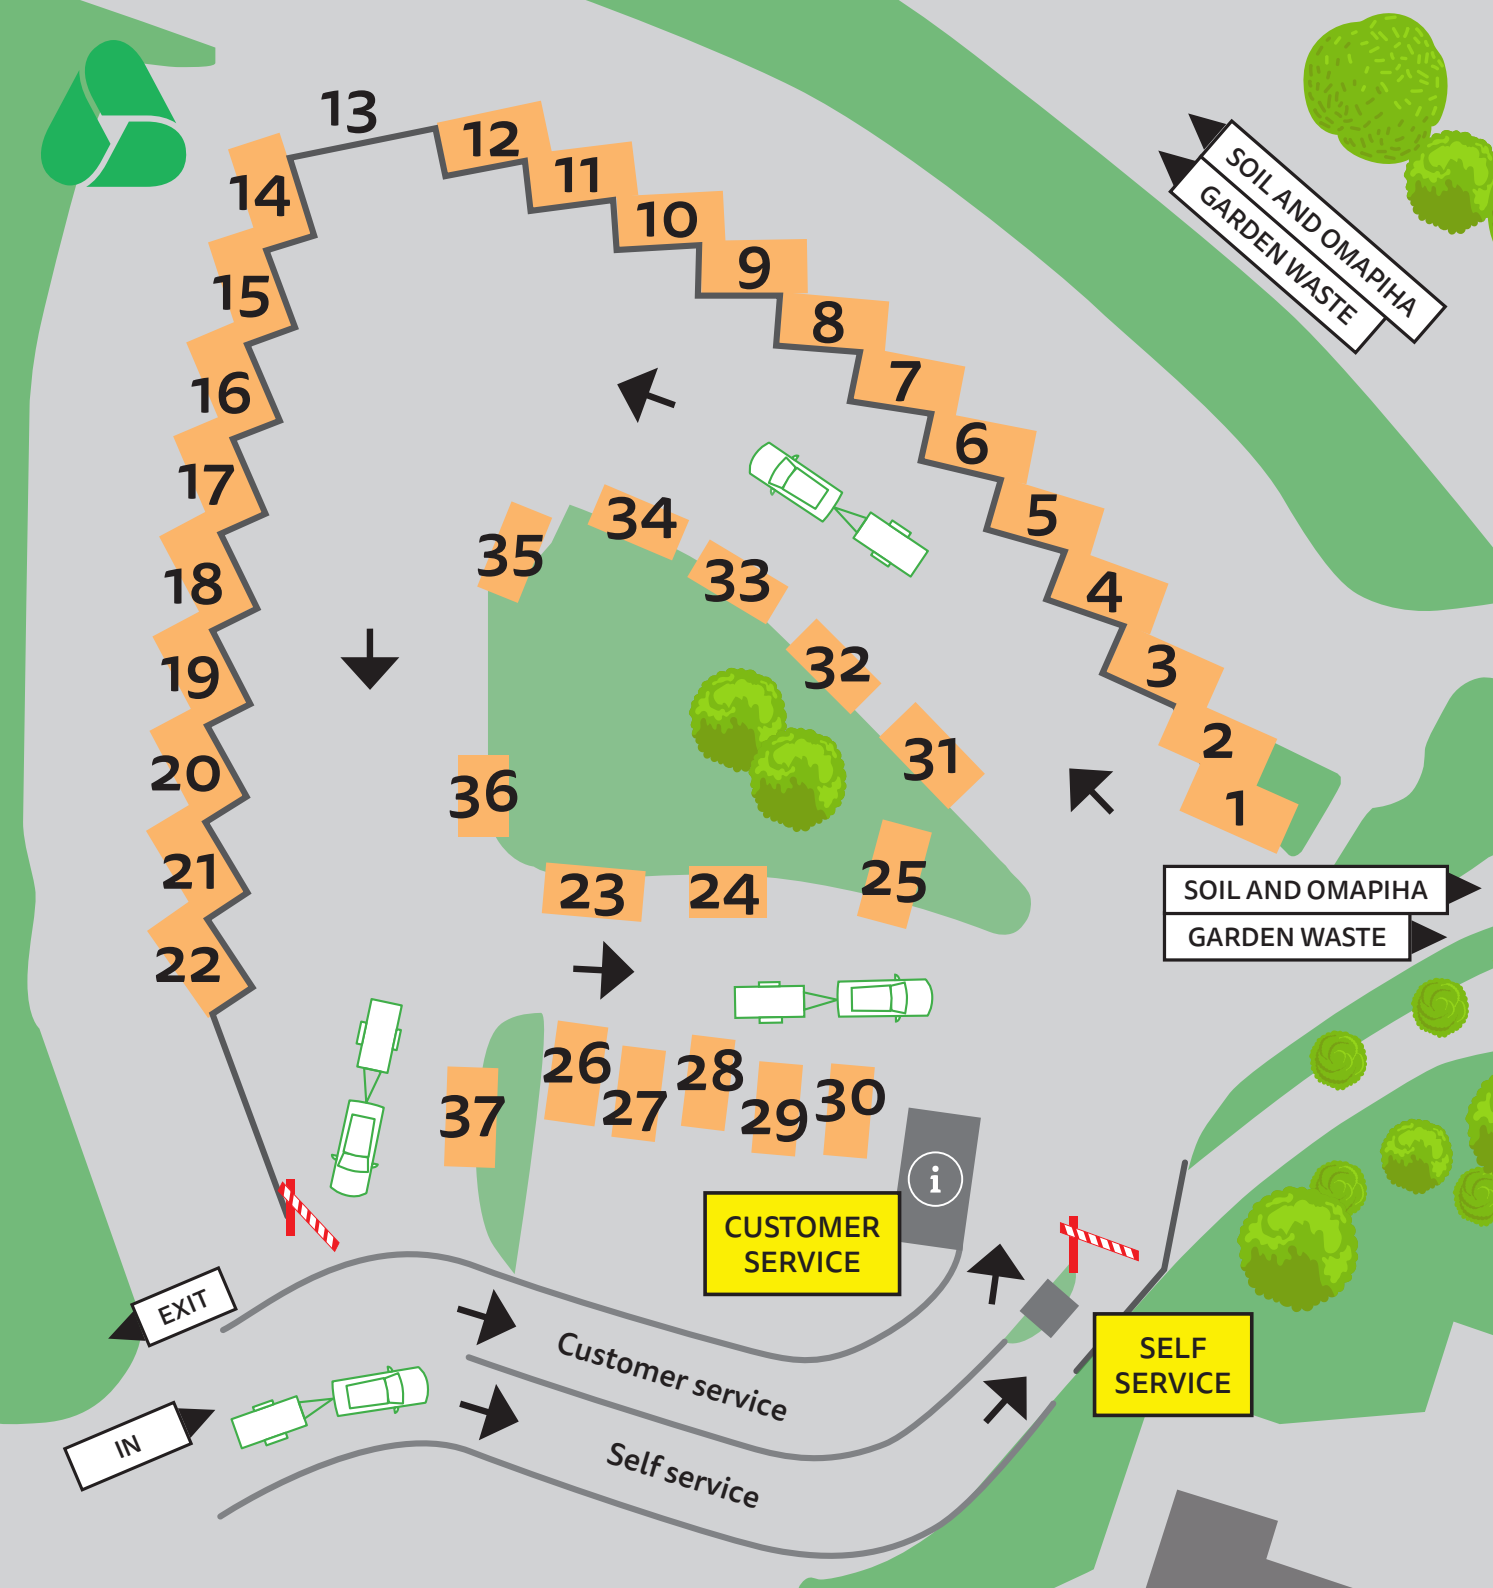 13
12
11
14
10
SOIL AND OMAPIHA
GARDEN WASTE
9
15
8
16
7
6
17
34
5
35
18
33
4
32
3
19
31
2
20
36
1
21
23
24
25
SOIL AND OMAPIHA
GARDEN WASTE
22
26
27
28
29
30
37
i
CUSTOMER
SERVICE
EXIT
Customer service
SELF
SERVICE
IN
Self service